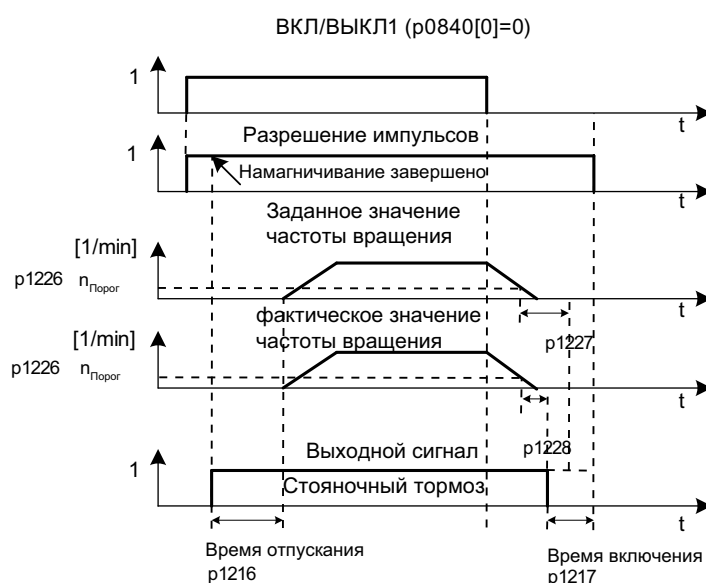 ВКЛ/ВЫКЛ1 (p0840[0]=0)
1
t
Разрешение импульсов
1
Намагничивание завершено
t
Заданное значение
частоты вращения
[1/min]
p1226 nПорог
t
фактическое значение
частоты вращения
p1227
[1/min]
p1226 nПорог
t
p1228
Выходной сигнал
1
Стояночный тормоз
t
Время отпускания
p1216
Время включения
p1217